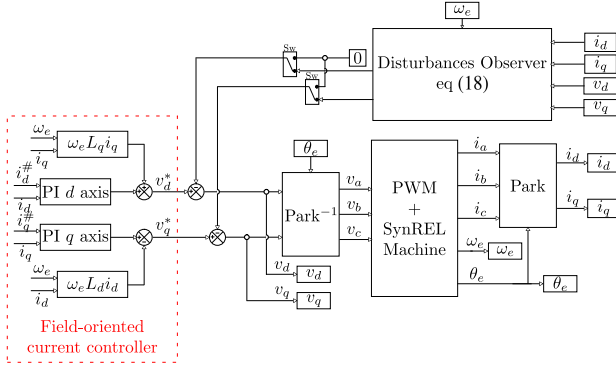 ω_e
Sw
0
i_d
Disturbances Observer
i_q
Sw
eq (18)
v_d
v_q
ω_e
ω_e L_q i_q
i_q
θ_e
i_d^#
PI d axis
v_d^*
i_d
i_q^#
PI q axis
v_q^*
i_q
ω_e
ω_e L_d i_d
i_d
Park^{-1}
v_a
v_b
v_c
PWM
+
SynREL
Machine
i_a
i_b
i_c
Park
i_d
i_d
i_q
i_q
ω_e
ω_e
θ_e
θ_e
v_d
v_d
v_q
v_q
Field-oriented
current controller